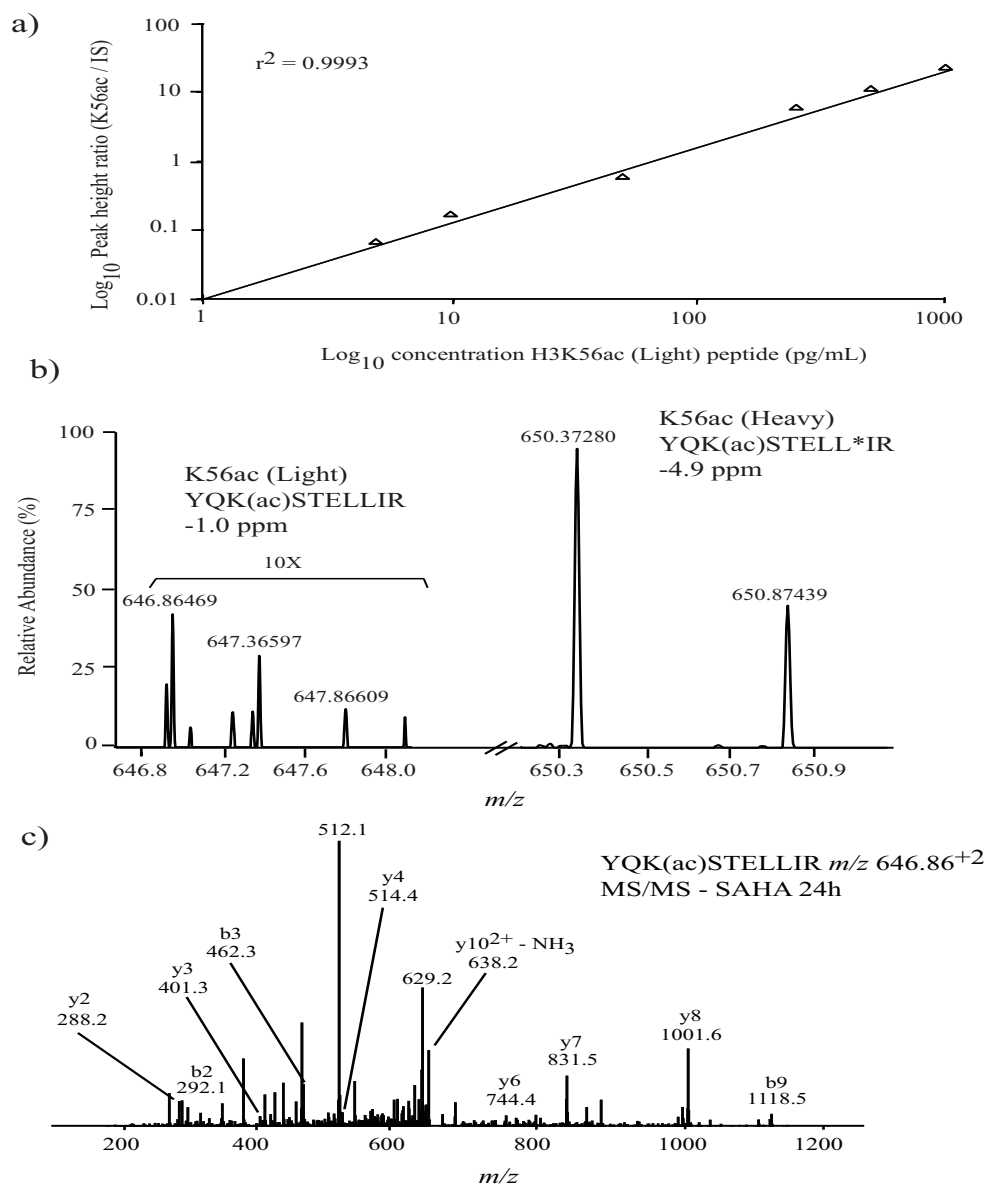 a)
100
10
1
0.1
0.01
r2 = 0.9993
Log10 Peak height ratio (K56ac / IS)
1
10
100
1000
Log10 concentration H3K56ac (Light) peptide (pg/mL)
b)
100
75
50
25
0
Relative Abundance (%)
K56ac (Light)
YQK(ac)STELLIR
-1.0 ppm
10X
646.86469
647.36597
647.86609
650.37280
K56ac (Heavy)
YQK(ac)STELL*IR
-4.9 ppm
650.87439
646.8
647.2
647.6
648.0
650.3
650.5
650.7
650.9
m/z
c)
512.1
YQK(ac)STELLIR m/z 646.86+2
MS/MS - SAHA 24h
y4
514.4
b3
462.3
y102+ - NH3
638.2
y3
401.3
629.2
y2
288.2
b2
292.1
y7
831.5
y8
1001.6
y6
744.4
b9
1118.5
200
400
600
800
1000
1200
m/z